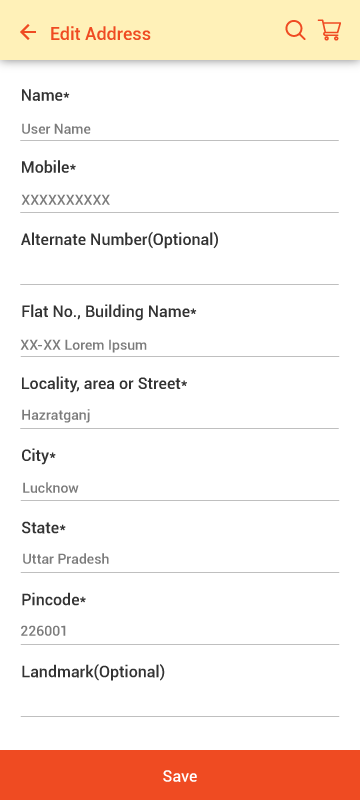 Edit Address
Name*
User Name
Mobile*
XXXXXXXXXX
Alternate Number(Optional)
Flat No., Building Name*
XX-XX Lorem Ipsum
Locality, area or Street*
Hazratganj
City*
Lucknow
State*
Uttar Pradesh
Pincode*
226001
Landmark(Optional)
Save